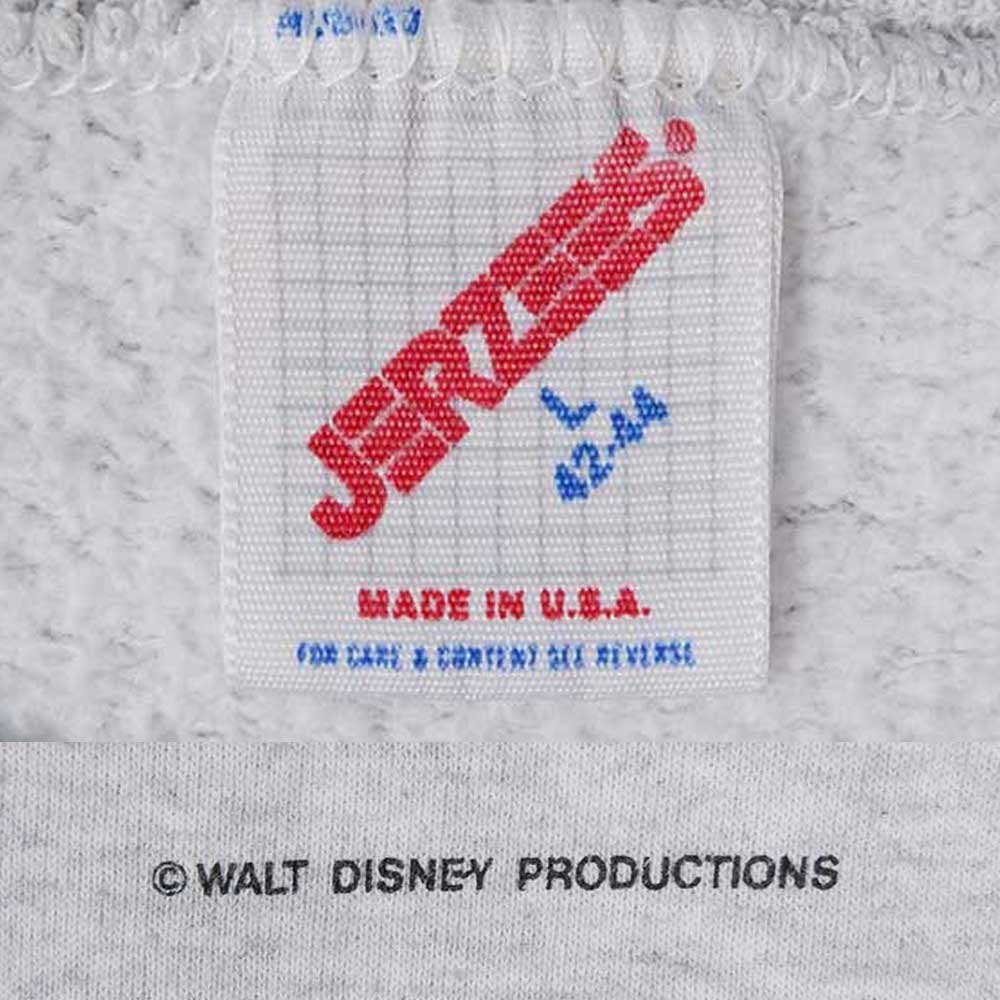 JERZEES®
L
42-44
MADE IN U.S.A.
FOR CARE & CONTENT SEE REVERSE
© WALT DISNEY PRODUCTIONS